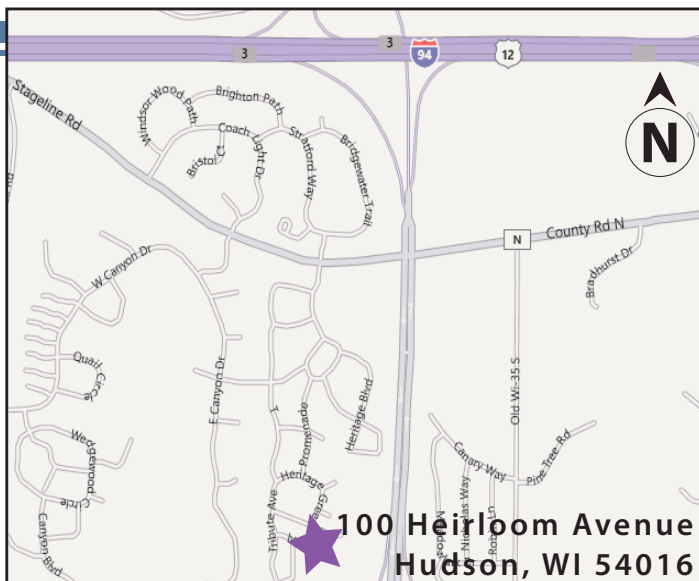 3
3
94
12
Stageline Rd
Windsor Wood Path
Brighton Path
Coach Light Dr
Bristol Ct
Stratford Way
Bridgewater Trail
N
N
County Rd N
Bradhurst Dr
W Canyon Dr
Quail Circle
E Canyon Dr
Old Wi-35 S
T
Promenade
Heritage Blvd
Wedgewood Circle
Canyon Blvd
Tribute Ave
Heritage
Canary Way
Pine Tree Rd
Nicholas Way
100 Heirloom Avenue
Hudson, WI 54016